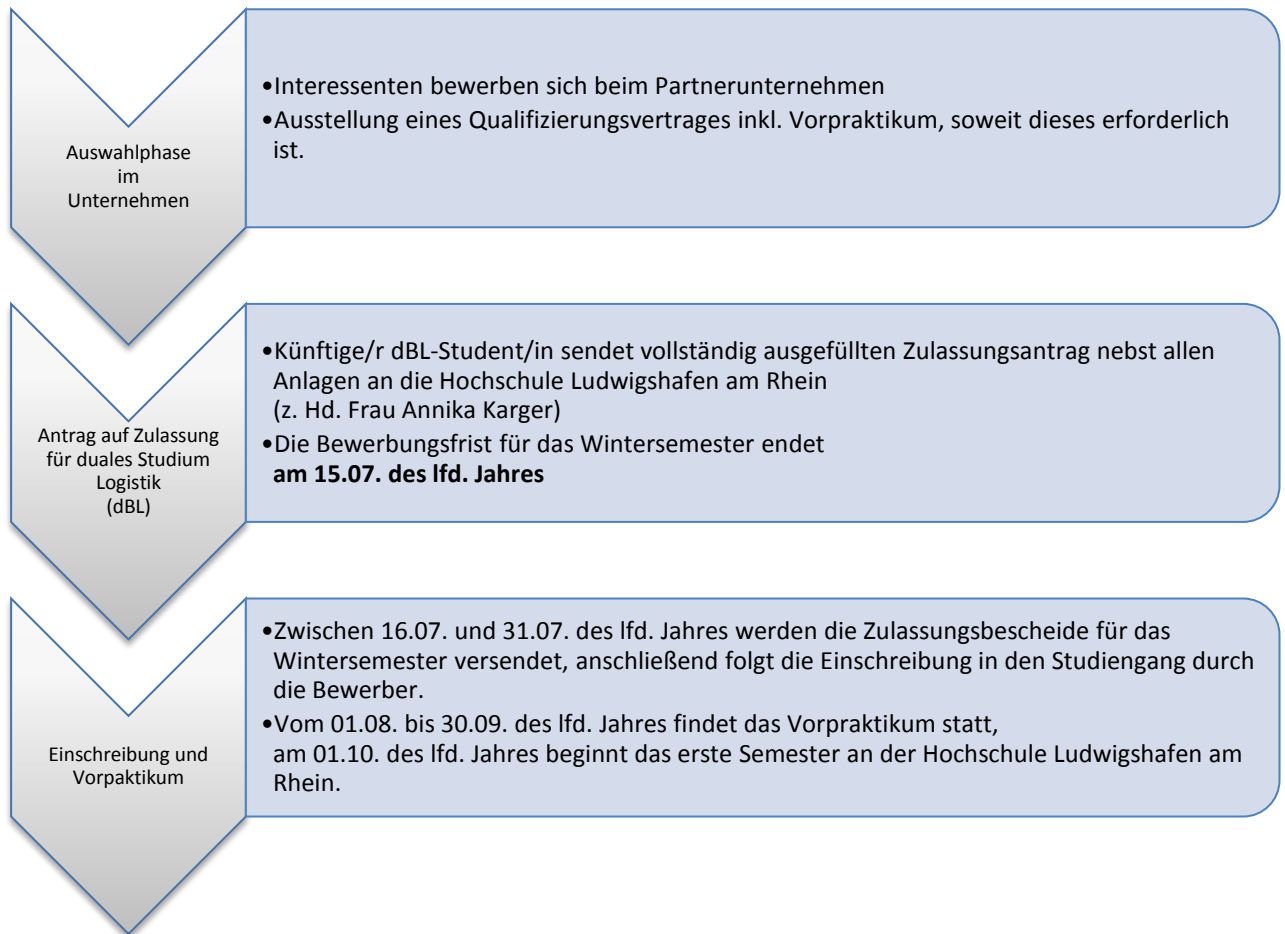 Auswahlphase
im
Unternehmen
•Interessenten bewerben sich beim Partnerunternehmen
•Ausstellung eines Qualifizierungsvertrages inkl. Vorpraktikum, soweit dieses erforderlich
ist.
Antrag auf Zulassung
für duales Studium
Logistik
(dBL)
•Künftige/r dBL-Student/in sendet vollständig ausgefüllten Zulassungsantrag nebst allen
Anlagen an die Hochschule Ludwigshafen am Rhein
(z. Hd. Frau Annika Karger)
•Die Bewerbungsfrist für das Wintersemester endet
am 15.07. des lfd. Jahres
Einschreibung und
Vorpaktikum
•Zwischen 16.07. und 31.07. des lfd. Jahres werden die Zulassungsbescheide für das
Wintersemester versendet, anschließend folgt die Einschreibung in den Studiengang durch
die Bewerber.
•Vom 01.08. bis 30.09. des lfd. Jahres findet das Vorpraktikum statt,
am 01.10. des lfd. Jahres beginnt das erste Semester an der Hochschule Ludwigshafen am
Rhein.